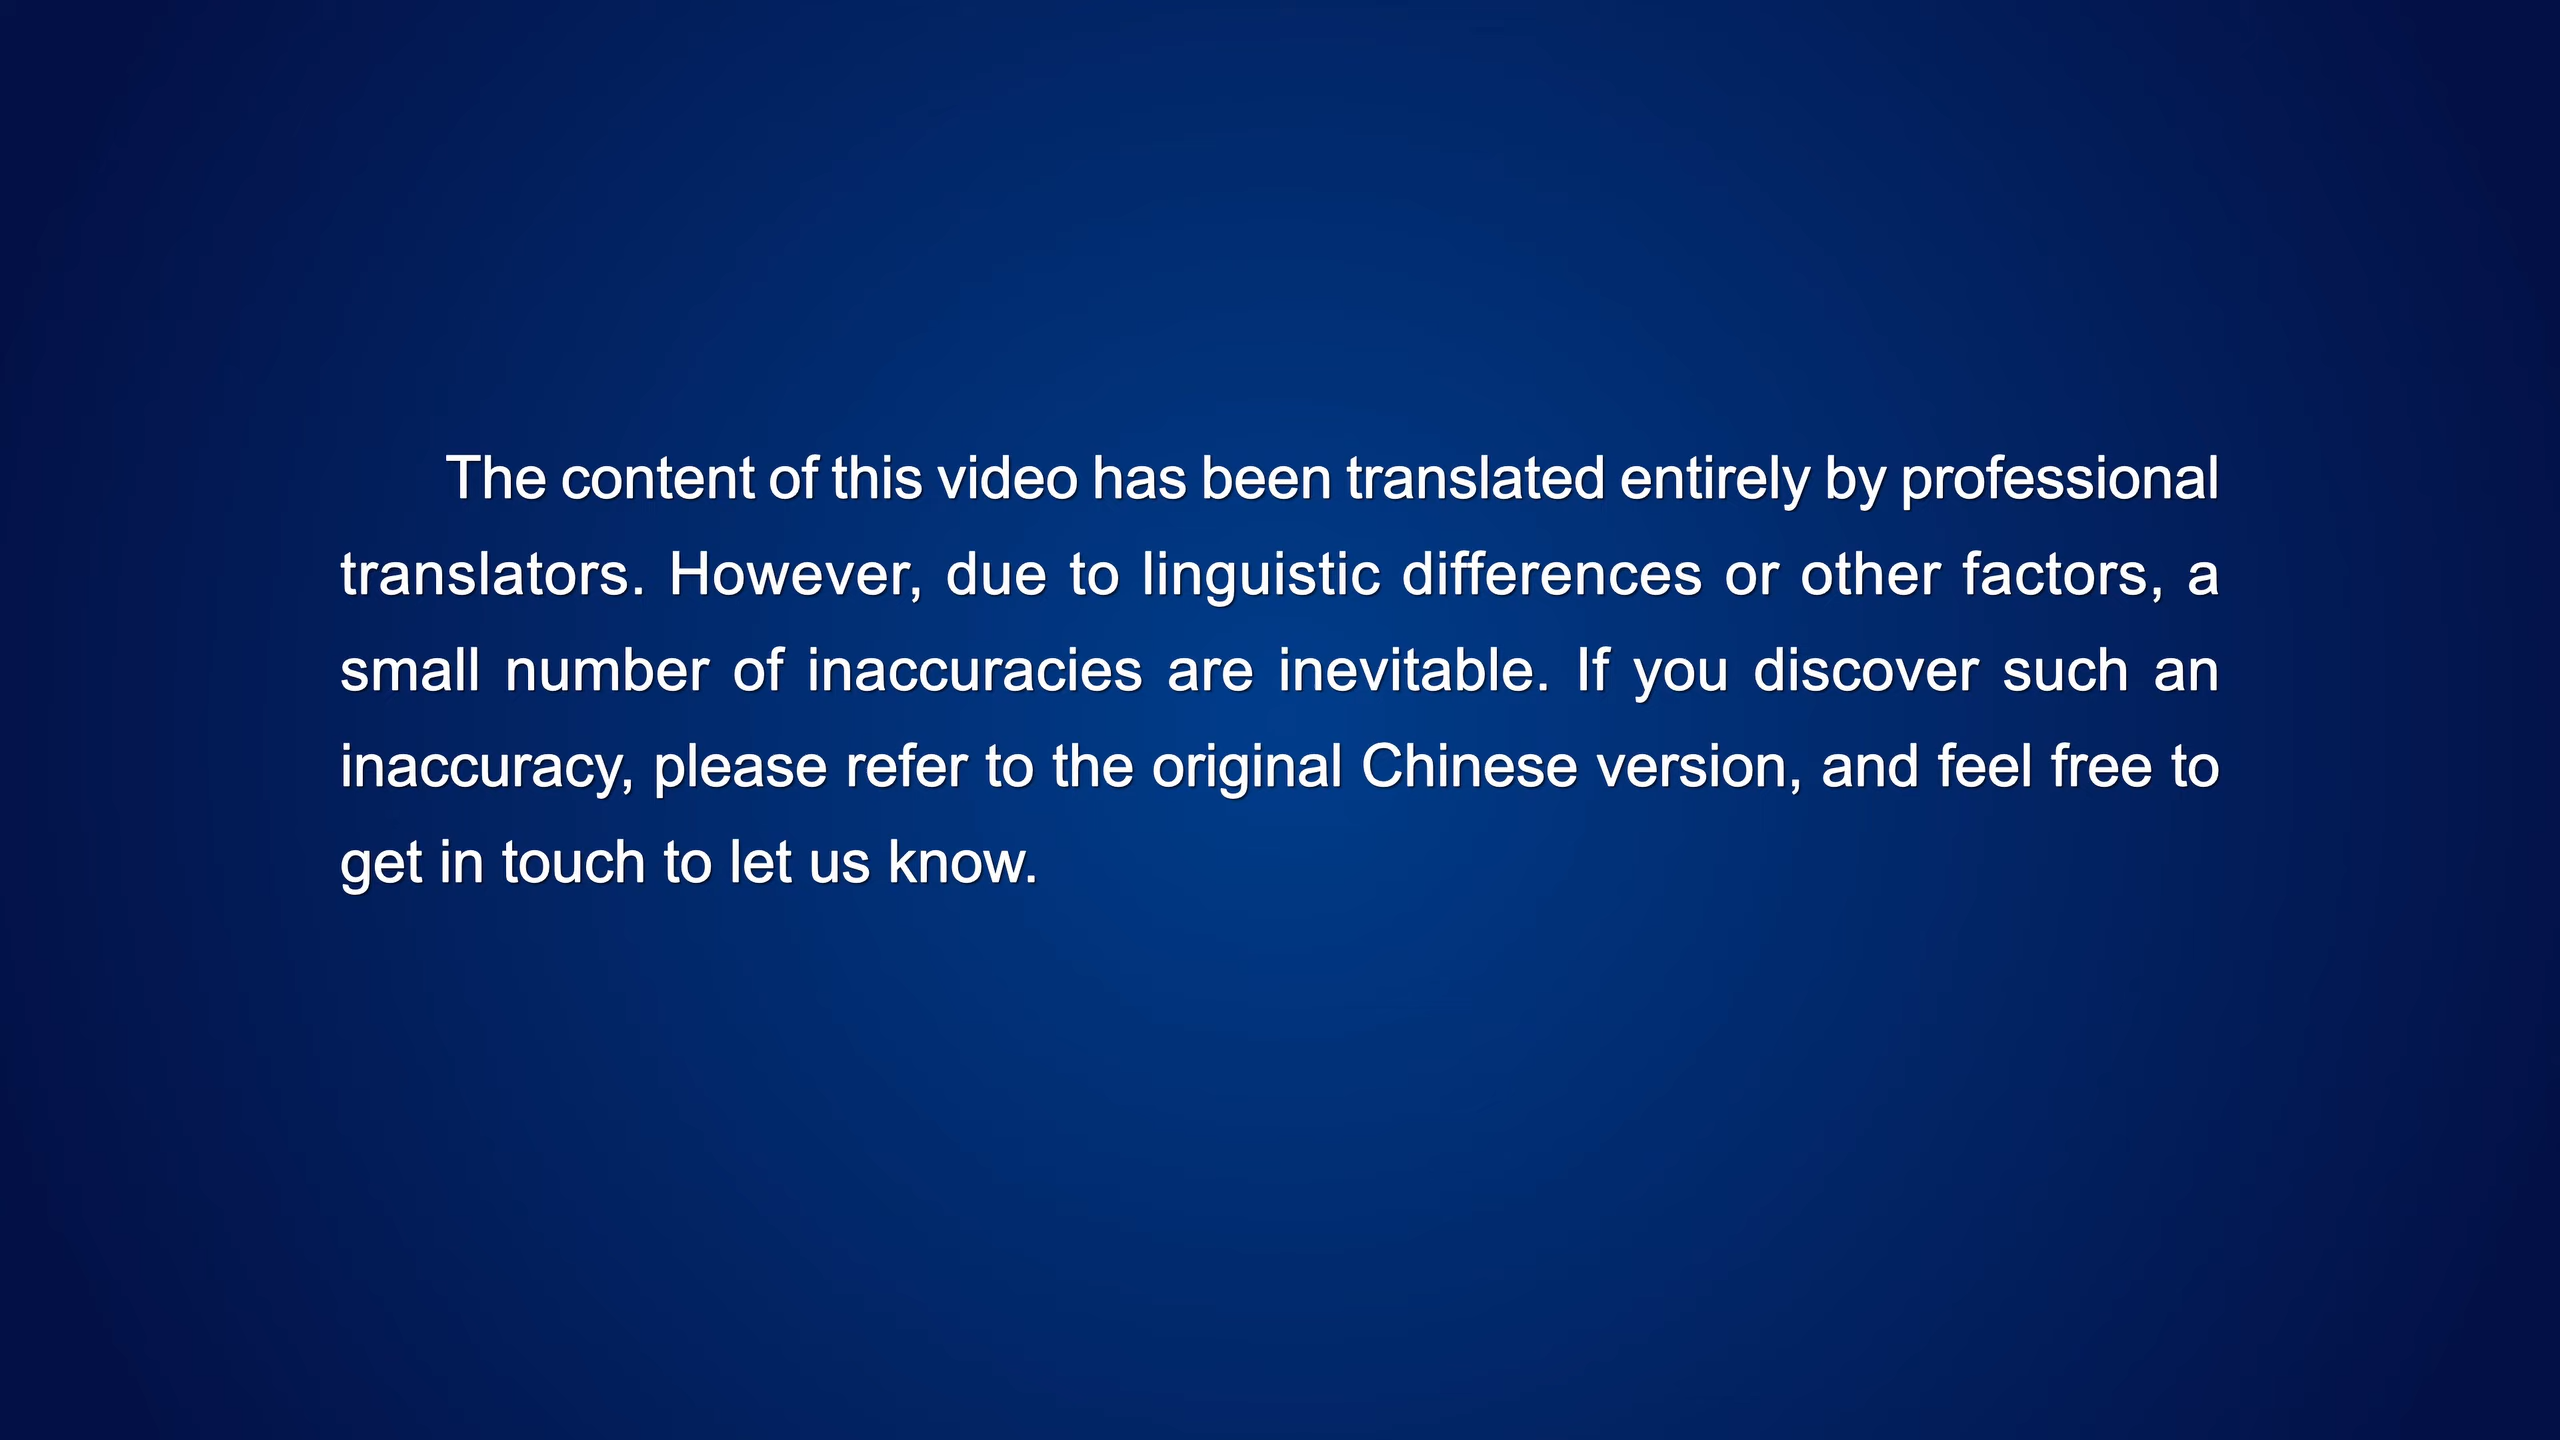 The content of this video has been translated entirely by professional
translators. However, due to linguistic differences or other factors, a
small number of inaccuracies are inevitable. If you discover such an
inaccuracy, please refer to the original Chinese version, and feel free to
get in touch to let us know.